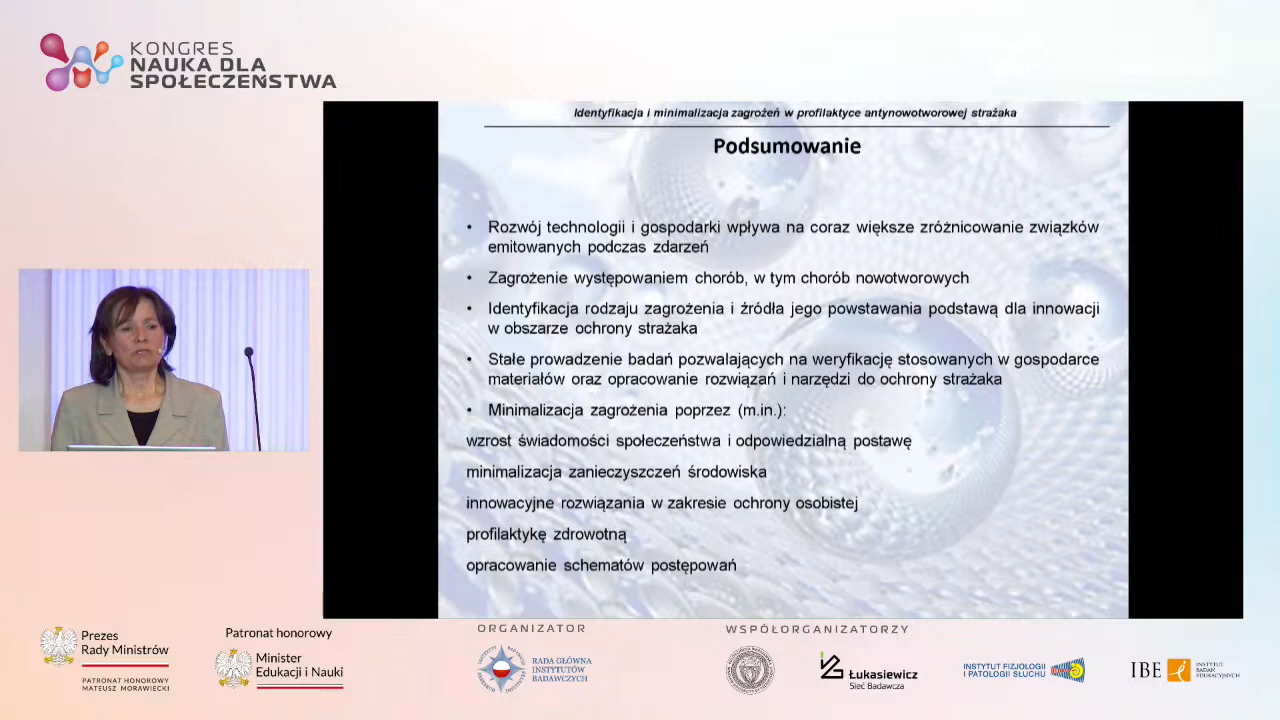 KONGRES
NAUKA DLA
SPOŁECZEŃSTWA
Identyfikacja i minimalizacja zagrożeń w profilaktyce antynowotworowej strażaka
Podsumowanie
• Rozwój technologii i gospodarki wpływa na coraz większe zróżnicowanie związków
emitowanych podczas zdarzeń
• Zagrożenie występowaniem chorób, w tym chorób nowotworowych
• Identyfikacja rodzaju zagrożenia i źródła jego powstawania podstawą dla innowacji
w obszarze ochrony strażaka
• Stałe prowadzenie badań pozwalających na weryfikację stosowanych w gospodarce
materiałów oraz opracowanie rozwiązań i narzędzi do ochrony strażaka
• Minimalizacja zagrożenia poprzez (m.in.):
wzrost świadomości społeczeństwa i odpowiedzialną postawę
minimalizacja zanieczyszczeń środowiska
innowacyjne rozwiązania w zakresie ochrony osobistej
profilaktykę zdrowotną
opracowanie schematów postępowań
Prezes
Rady Ministrów
PATRONAT HONOROWY
MATEUSZ MORAWIECKI
Patronat honorowy
Minister
Edukacji i Nauki
ORGANIZATOR
RADA GŁÓWNA
INSTYTUTÓW
BADAWCZYCH
WSPÓŁORGANIZATORZY
Łukasiewicz
Sieć Badawcza
INSTYTUT FIZJOLOGII
I PATOLOGII SŁUCHU
IBE
INSTYTUT
BADAŃ
EDUKACYJNYCH